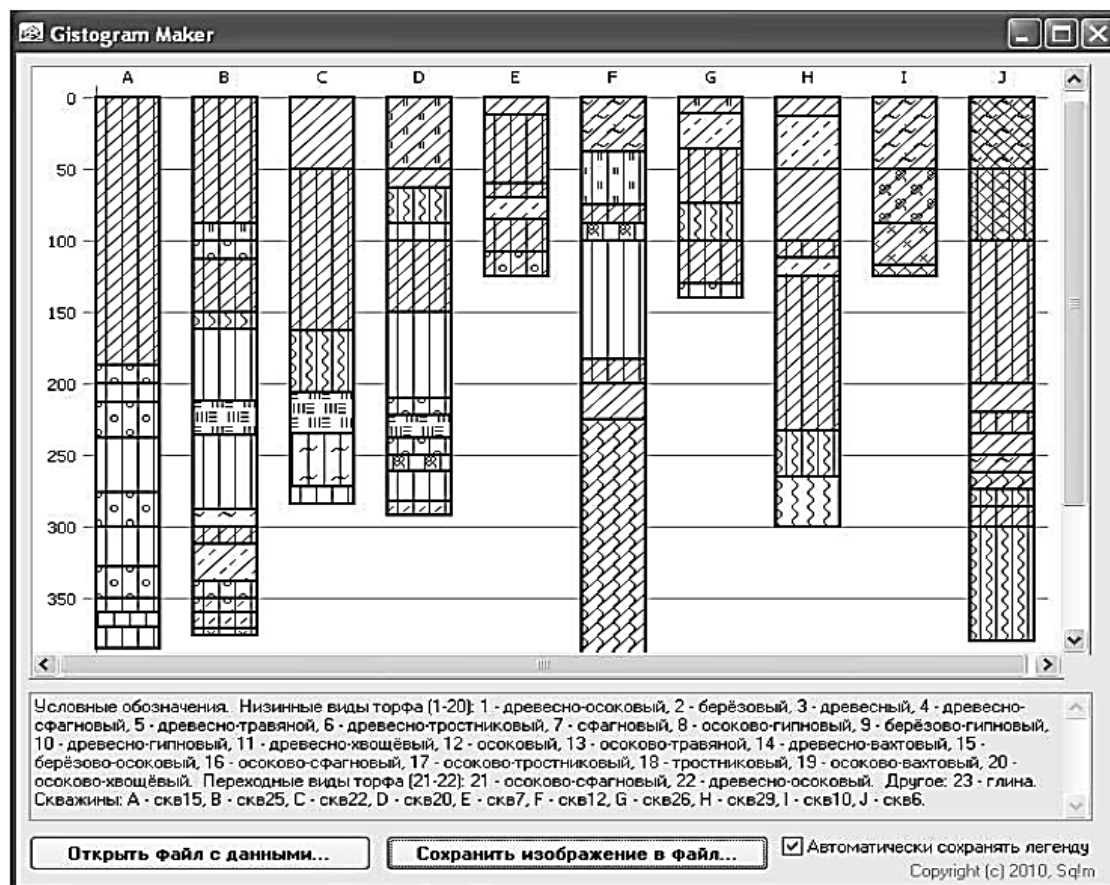 Gistogram Maker
A B C D E F G H I J
0
50
100
150
200
250
300
350
Условные обозначения. Низинные виды торфа (1-20): 1 - древесно-осоковый, 2 - берёзовый, 3 - древесный, 4 - древесно-
сфагновый, 5 - древесно-травяной, 6 - древесно-тростниковый, 7 - сфагновый, 8 - осоково-гипновый, 9 - берёзово-гипновый,
10 - древесно-гипновый, 11 - древесно-хвощёвый, 12 - осоковый, 13 - осоково-травяной, 14 - древесно-вахтовый, 15 -
берёзово-осоковый, 16 - осоково-сфагновый, 17 - осоково-тростниковый, 18 - тростниковый, 19 - осоково-вахтовый, 20 -
осоково-хвощёвый. Переходные виды торфа (21-22): 21 - осоково-сфагновый, 22 - древесно-осоковый. Другое: 23 - глина.
Скважины: A - скв15, B - скв25, C - скв22, D - скв20, E - скв7, F - скв12, G - скв26, H - скв29, I - скв10, J - скв6.
Открыть файл с данными...
Сохранить изображение в файл...
Автоматически сохранять легенду
Copyright (c) 2010, Sq!m